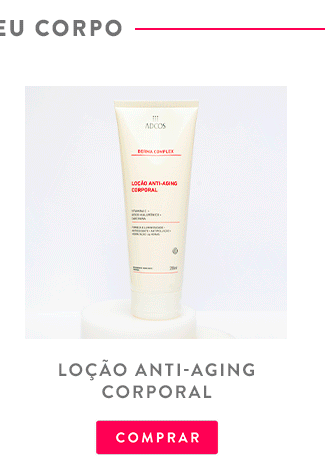 EU CORPO
ADCOS
DERMA COMPLEX
LOÇÃO ANTI-AGING
CORPORAL
LOÇÃO ANTI-AGING
CORPORAL
COMPRAR